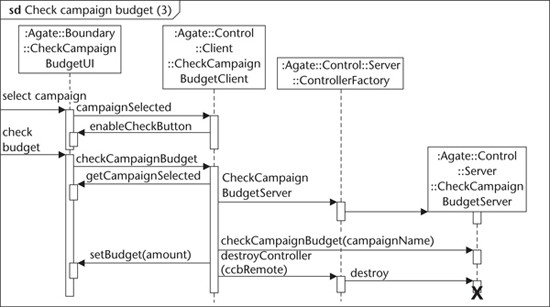 sd Check campaign budget (3)
:Agate::Boundary
::CheckCampaign
BudgetUI
:Agate::Control
::Client
::CheckCampaign
BudgetClient
:Agate::Control::Server
::ControllerFactory
select campaign
campaignSelected
enableCheckButton
check
budget
checkCampaignBudget
getCampaignSelected
CheckCampaign
BudgetServer
:Agate::Control
::Server
::CheckCampaign
BudgetServer
checkCampaignBudget(campaignName)
setBudget(amount)
destroyController
(ccbRemote)
destroy
X